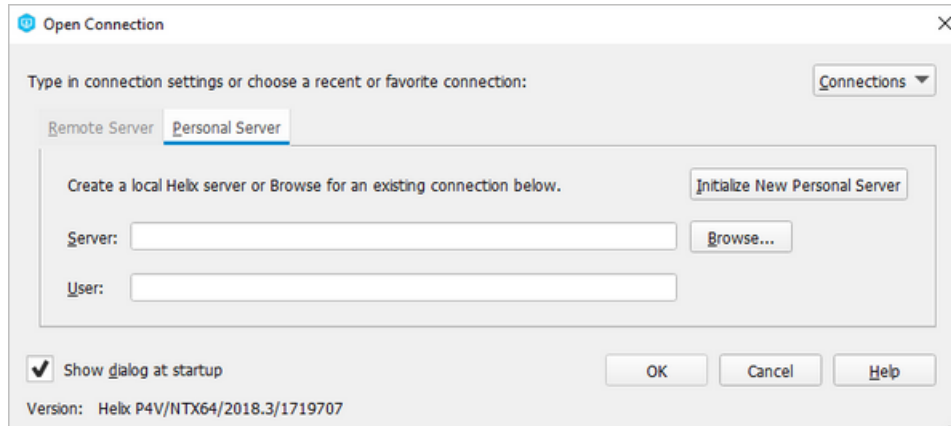 Open Connection
Type in connection settings or choose a recent or favorite connection:
Connections
Remote Server Personal Server
Create a local Helix server or Browse for an existing connection below.
Initialize New Personal Server
Server:
Browse...
User:
Show dialog at startup
OK Cancel Help
Version: Helix P4V/NTX64/2018.3/1719707